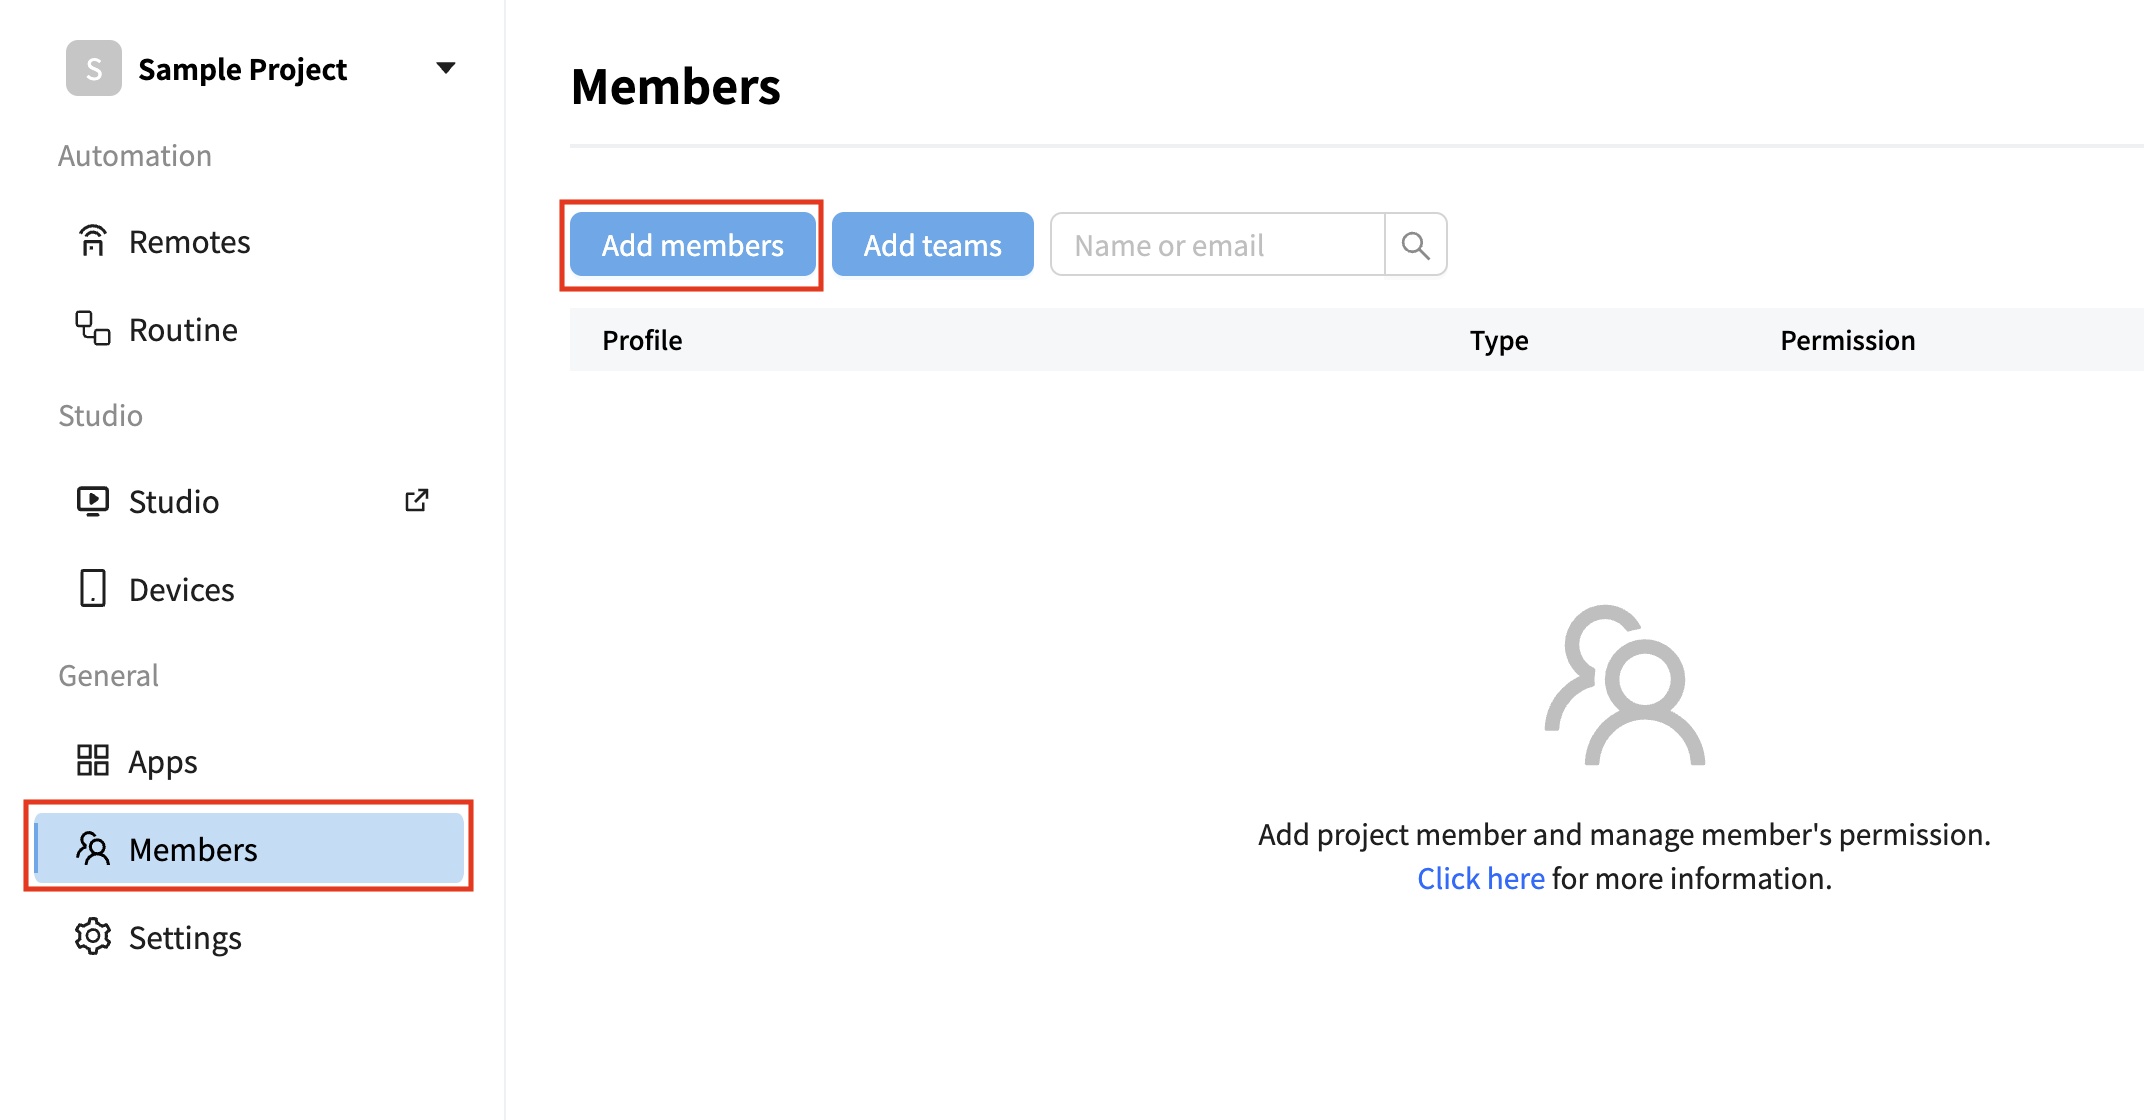 S
Sample Project
Automation
Remotes
Routine
Studio
Studio
Devices
General
Apps
Members
Settings
Members
Add members
Add teams
Name or email
Profile
Type
Permission
Add project member and manage member's permission.
Click here for more information.